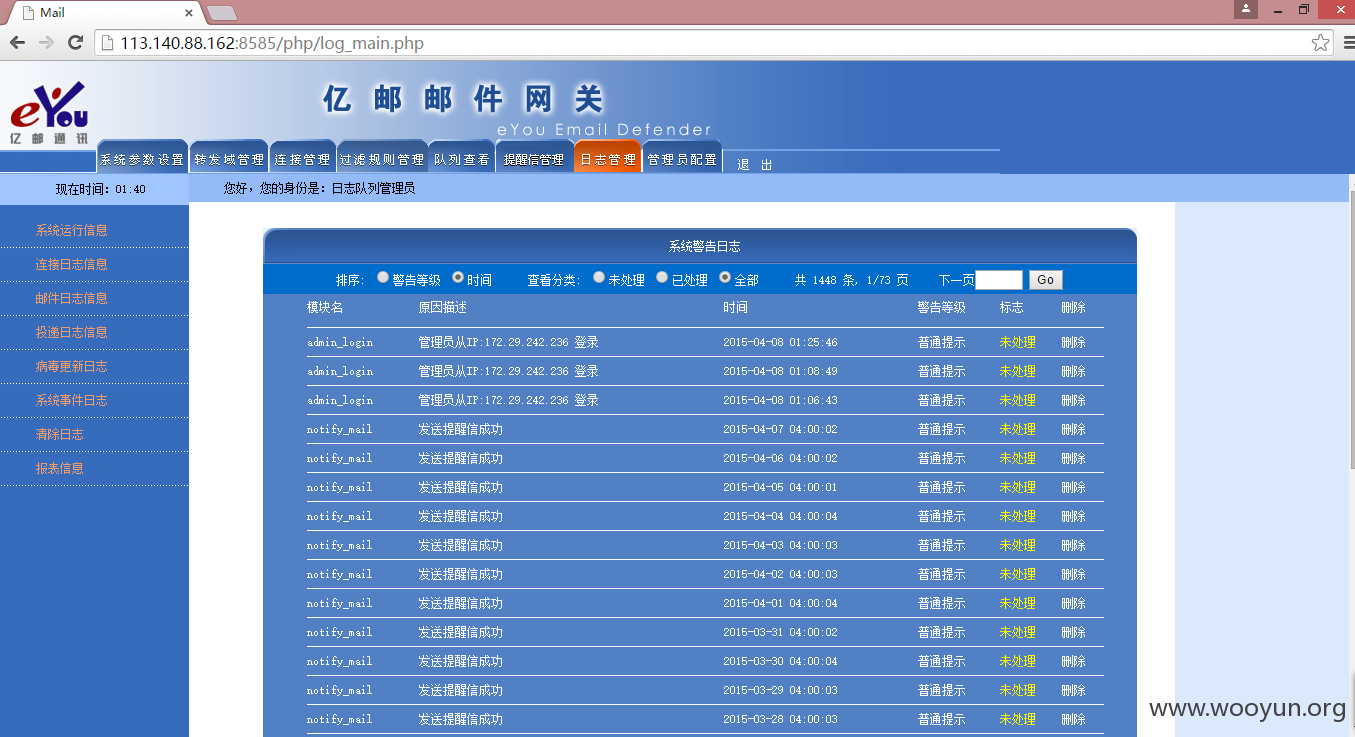 Mail
113.140.88.162:8585/php/log_main.php
eYou
亿邮通讯
亿邮邮件网关
eYou Email Defender
系统参数设置 转发域管理 连接管理 过滤规则管理 队列查看 提醒信管理 日志管理 管理员配置 退 出
现在时间：01:40 您好，您的身份是：日志队列管理员
系统运行信息
连接日志信息
邮件日志信息
投递日志信息
病毒更新日志
系统事件日志
清除日志
报表信息
系统警告日志
排序: 警告等级 时间 查看分类: 未处理 已处理 全部 共 1448 条, 1/73 页 下一页 Go
模块名 原因描述 时间 警告等级 标志 删除
admin_login 管理员从IP:172.29.242.236 登录 2015-04-08 01:25:46 普通提示 未处理 删除
admin_login 管理员从IP:172.29.242.236 登录 2015-04-08 01:08:49 普通提示 未处理 删除
admin_login 管理员从IP:172.29.242.236 登录 2015-04-08 01:06:43 普通提示 未处理 删除
notify_mail 发送提醒信成功 2015-04-07 04:00:02 普通提示 未处理 删除
notify_mail 发送提醒信成功 2015-04-06 04:00:02 普通提示 未处理 删除
notify_mail 发送提醒信成功 2015-04-05 04:00:01 普通提示 未处理 删除
notify_mail 发送提醒信成功 2015-04-04 04:00:04 普通提示 未处理 删除
notify_mail 发送提醒信成功 2015-04-03 04:00:03 普通提示 未处理 删除
notify_mail 发送提醒信成功 2015-04-02 04:00:03 普通提示 未处理 删除
notify_mail 发送提醒信成功 2015-04-01 04:00:04 普通提示 未处理 删除
notify_mail 发送提醒信成功 2015-03-31 04:00:02 普通提示 未处理 删除
notify_mail 发送提醒信成功 2015-03-30 04:00:04 普通提示 未处理 删除
notify_mail 发送提醒信成功 2015-03-29 04:00:03 普通提示 未处理 删除
notify_mail 发送提醒信成功 2015-03-28 04:00:03 普通提示 未处理 删除
www.wooyun.org